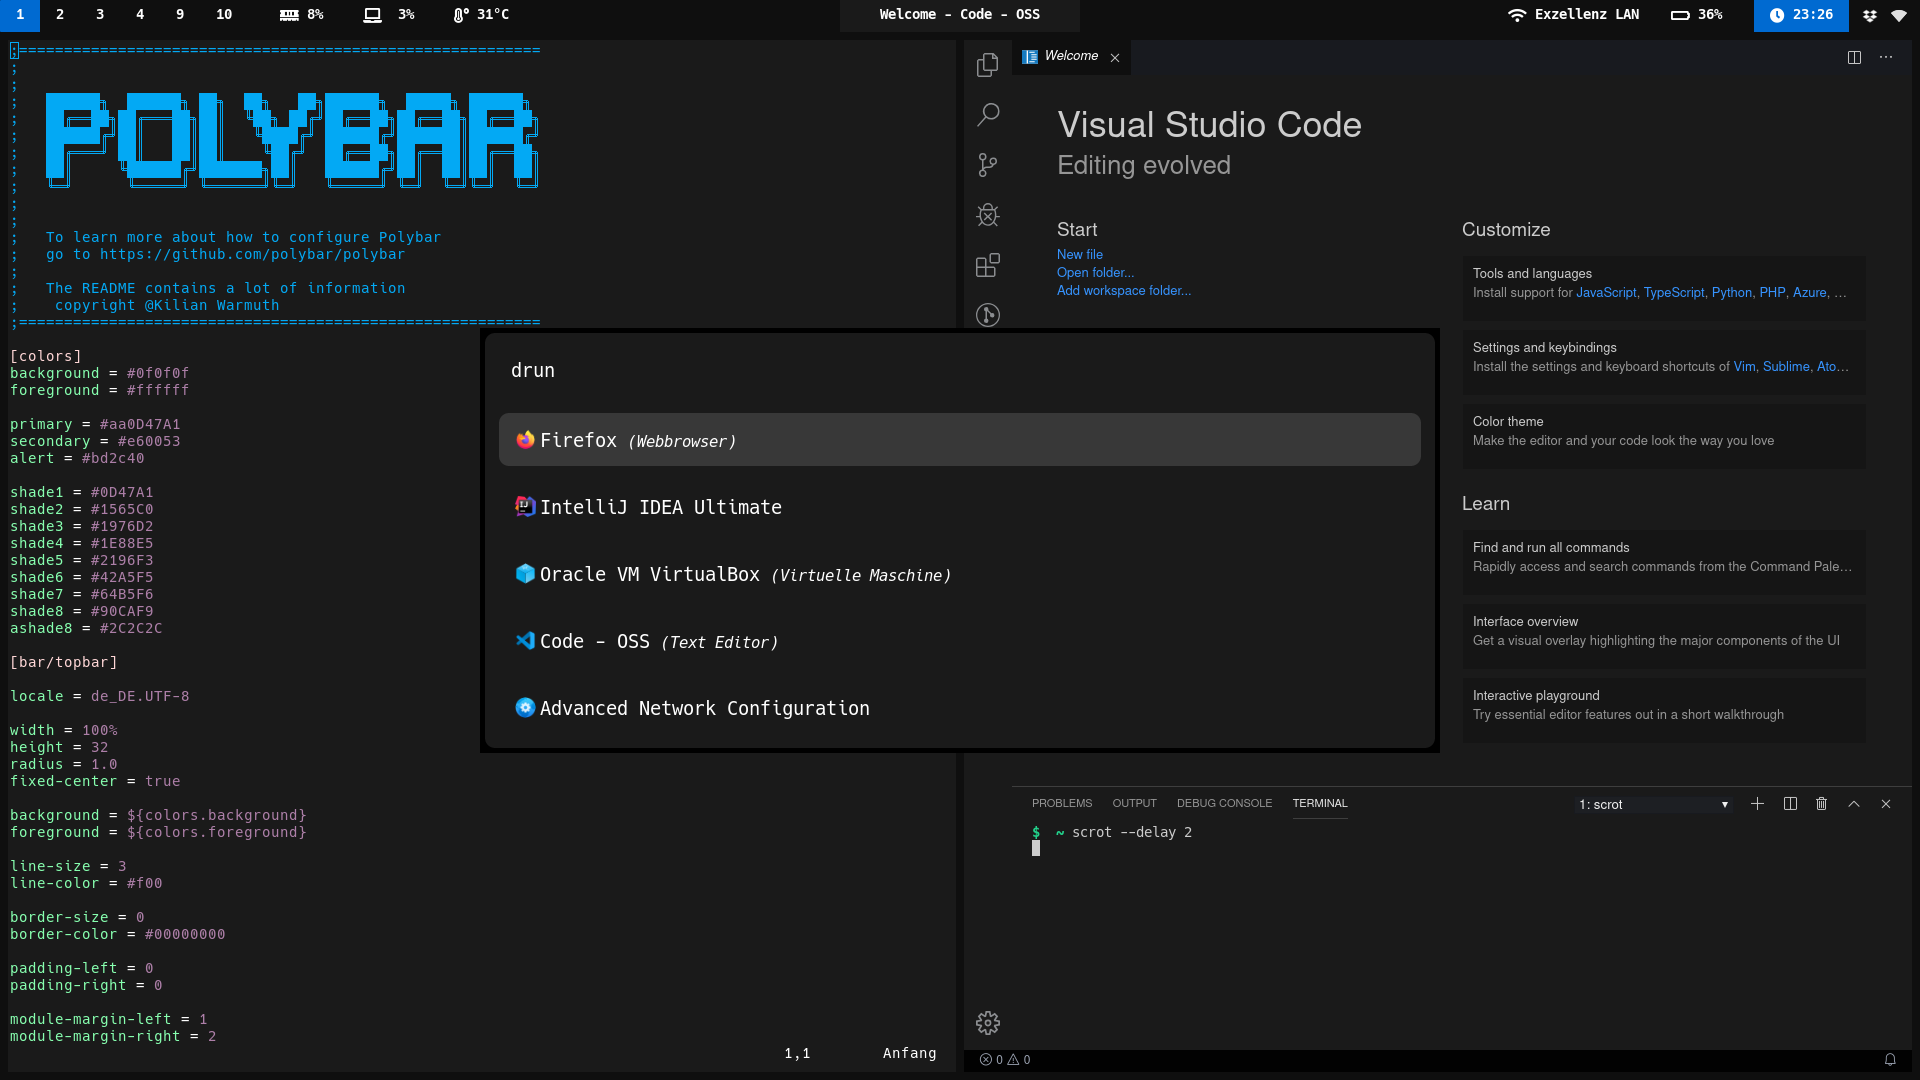 1 2 3 4 9 10 8% 3% 31°C
Welcome - Code - OSS
Exzellenz LAN 36% 23:26
;==========================================================
;
;
; POLYBAR
;
;
;
;
;
;
;
; To learn more about how to configure Polybar
; go to https://github.com/polybar/polybar
;
; The README contains a lot of information
; copyright @Kilian Warmuth
;==========================================================
[colors]
background = #0f0f0f
foreground = #ffffff
primary = #aa0D47A1
secondary = #e60053
alert = #bd2c40
shade1 = #0D47A1
shade2 = #1565C0
shade3 = #1976D2
shade4 = #1E88E5
shade5 = #2196F3
shade6 = #42A5F5
shade7 = #64B5F6
shade8 = #90CAF9
ashade8 = #2C2C2C
[bar/topbar]
locale = de_DE.UTF-8
width = 100%
height = 32
radius = 1.0
fixed-center = true
background = ${colors.background}
foreground = ${colors.foreground}
line-size = 3
line-color = #f00
border-size = 0
border-color = #00000000
padding-left = 0
padding-right = 0
module-margin-left = 1
module-margin-right = 2
1,1 Anfang
drun
Firefox (Webbrowser)
IntelliJ IDEA Ultimate
Oracle VM VirtualBox (Virtuelle Maschine)
Code - OSS (Text Editor)
Advanced Network Configuration
Welcome
Visual Studio Code
Editing evolved
Start
New file
Open folder...
Add workspace folder...
Customize
Tools and languages
Install support for JavaScript, TypeScript, Python, PHP, Azure, …
Settings and keybindings
Install the settings and keyboard shortcuts of Vim, Sublime, Ato…
Color theme
Make the editor and your code look the way you love
Learn
Find and run all commands
Rapidly access and search commands from the Command Pale…
Interface overview
Get a visual overlay highlighting the major components of the UI
Interactive playground
Try essential editor features out in a short walkthrough
PROBLEMS OUTPUT DEBUG CONSOLE TERMINAL
1: scrot
$ ~ scrot --delay 2
0 0